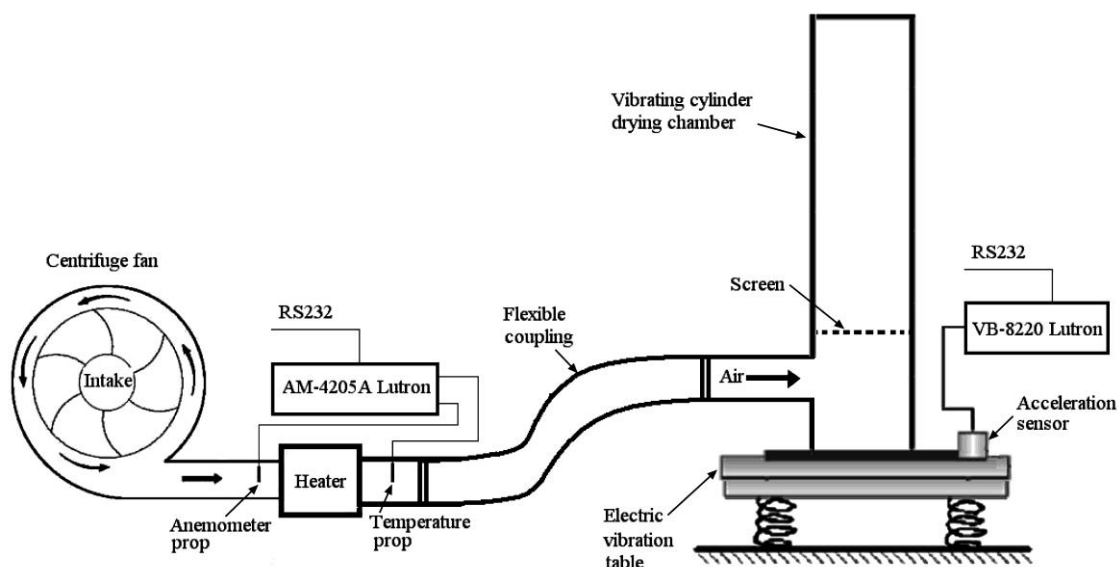 Vibrating cylinder
drying chamber
Centrifuge fan
RS232
Screen
RS232
Flexible
coupling
VB-8220 Lutron
Intake
AM-4205A Lutron
Air
Acceleration
sensor
Heater
Anemometer
prop
Temperature
prop
Electric
vibration
table